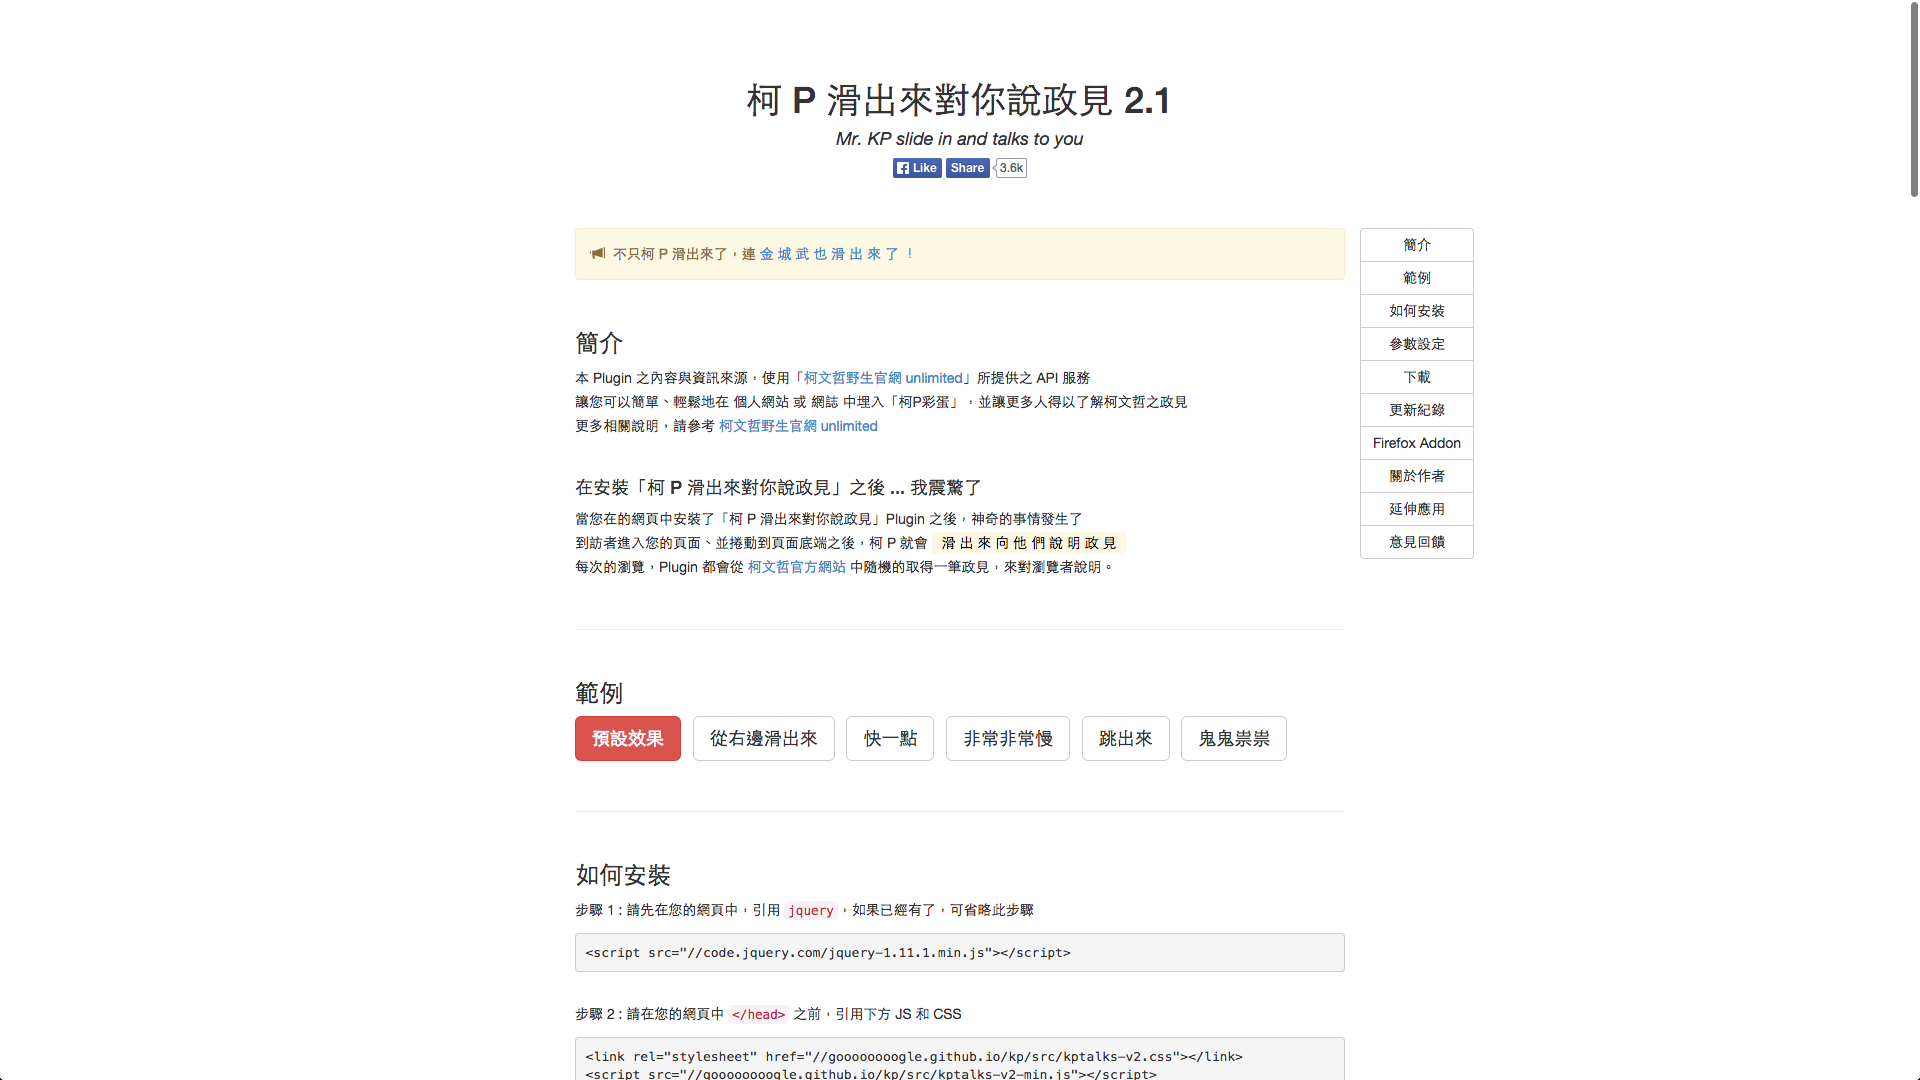 柯 P 滑出來對你說政見 2.1
Mr. KP slide in and talks to you
Like Share 3.6k
不只柯 P 滑出來了，連 金 城 武 也 滑 出 來 了 ！
簡介
本 Plugin 之內容與資訊來源，使用「柯文哲野生官網 unlimited」所提供之 API 服務
讓您可以簡單、輕鬆地在 個人網站 或 網誌 中埋入「柯P彩蛋」，並讓更多人得以了解柯文哲之政見
更多相關說明，請參考 柯文哲野生官網 unlimited
在安裝「柯 P 滑出來對你說政見」之後 ... 我震驚了
當您在的網頁中安裝了「柯 P 滑出來對你說政見」Plugin 之後，神奇的事情發生了
到訪者進入您的頁面、並捲動到頁面底端之後，柯 P 就會 滑 出 來 向 他 們 說 明 政 見
每次的瀏覽，Plugin 都會從 柯文哲官方網站 中隨機的取得一筆政見，來對瀏覽者說明。
範例
預設效果 從右邊滑出來 快一點 非常非常慢 跳出來 鬼鬼祟祟
如何安裝
步驟 1 : 請先在您的網頁中，引用 jquery ，如果已經有了，可省略此步驟
<script src="//code.jquery.com/jquery-1.11.1.min.js"></script>
步驟 2 : 請在您的網頁中 </head> 之前，引用下方 JS 和 CSS
<link rel="stylesheet" href="//goooooooogle.github.io/kp/src/kptalks-v2.css"></link>
<script src="//goooooooogle.github.io/kp/src/kptalks-v2-min.js"></script>
簡介
範例
如何安裝
參數設定
下載
更新紀錄
Firefox Addon
關於作者
延伸應用
意見回饋